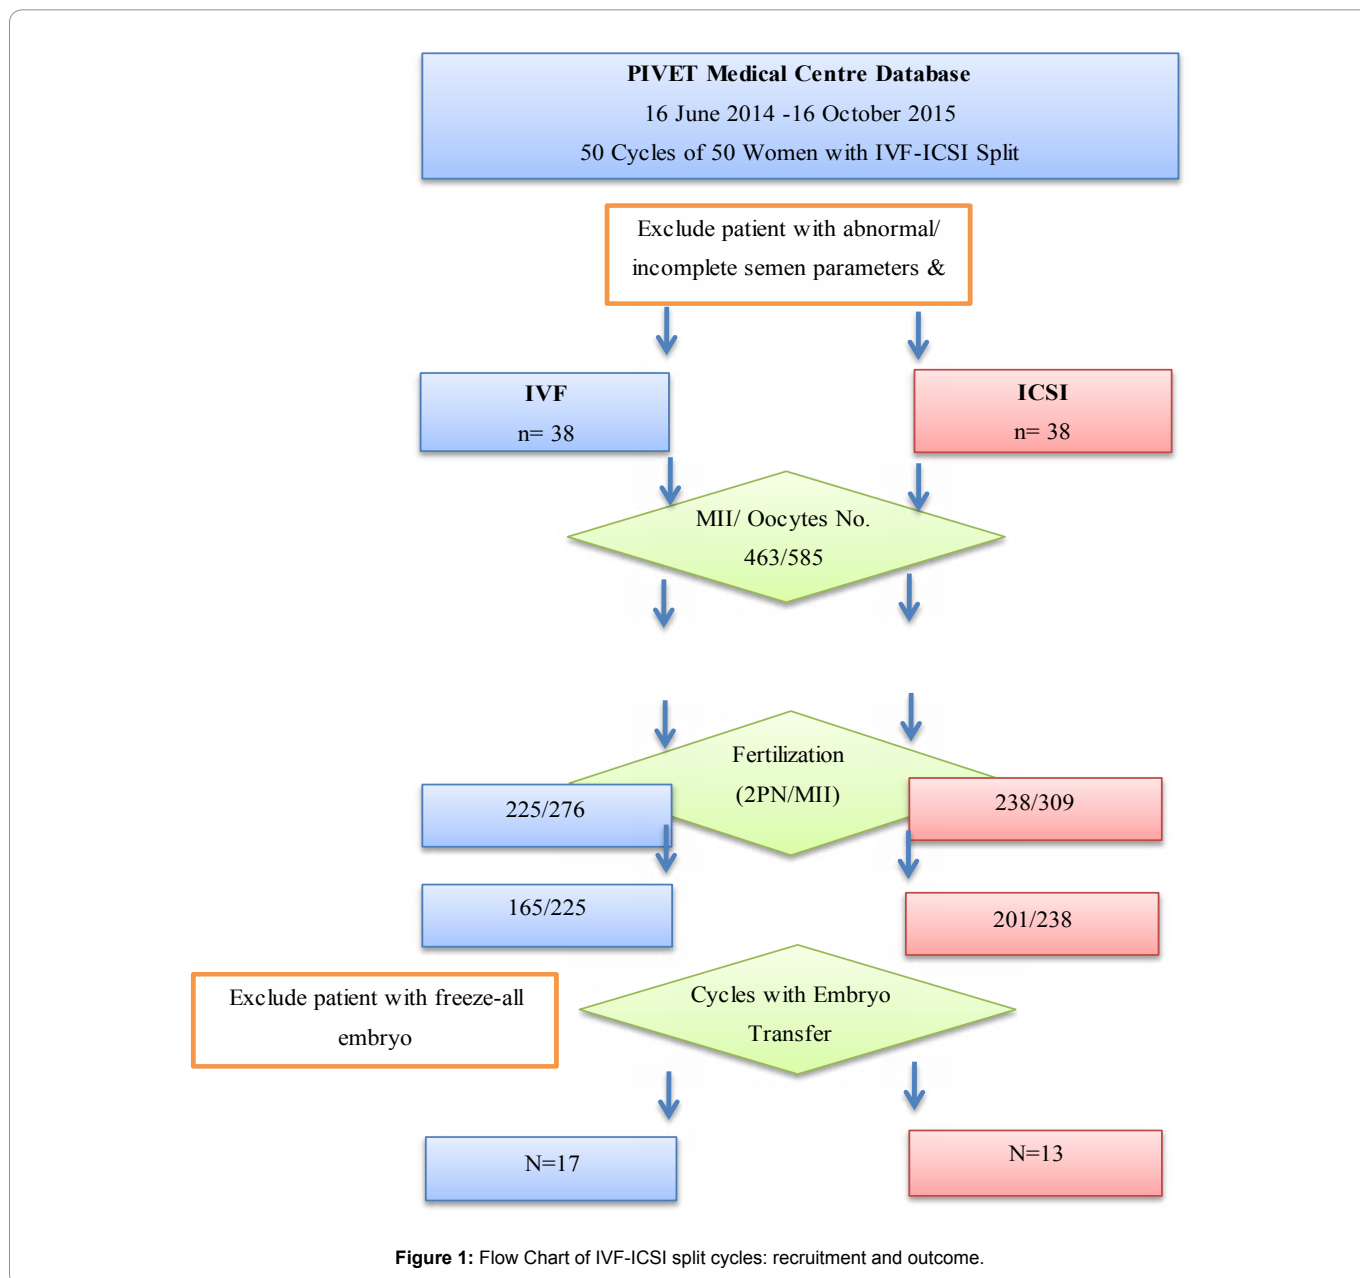 PIVET Medical Centre Database
16 June 2014 -16 October 2015
50 Cycles of 50 Women with IVF-ICSI Split
Exclude patient with abnormal/
incomplete semen parameters &
IVF
n= 38
ICSI
n= 38
MII/ Oocytes No.
463/585
Fertilization
(2PN/MII)
225/276
238/309
165/225
201/238
Exclude patient with freeze-all
embryo
Cycles with Embryo
Transfer
N=17
N=13
Figure 1: Flow Chart of IVF-ICSI split cycles: recruitment and outcome.